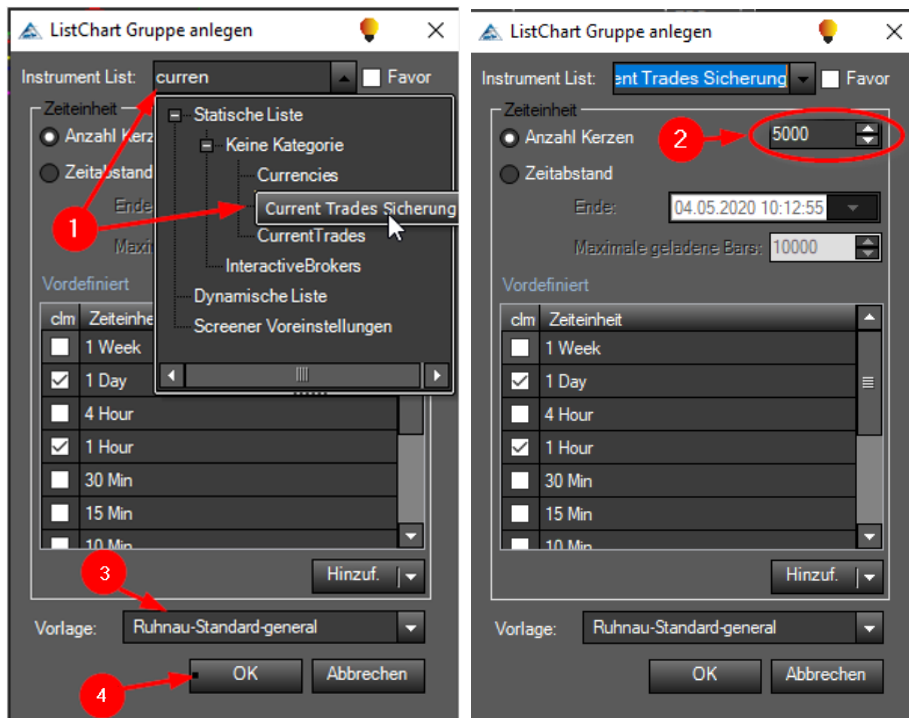 ListChart Gruppe anlegen
Instrument List: curren Favor
Zeiteinheit
Statische Liste
Anzahl Kerz
Keine Kategorie
Zeitabstand
Currencies
Ende
Current Trades Sicherung
1
Maxi
CurrentTrades
InteractiveBrokers
Vordefiniert
Dynamische Liste
clm Zeiteinhe
Screener Voreinstellungen
1 Week
1 Day
4 Hour
1 Hour
30 Min
15 Min
10 Min
3
Hinzuf.
Vorlage: Ruhnau-Standard-general
4
OK Abbrechen
ListChart Gruppe anlegen
Instrument List: ent Trades Sicherung Favor
Zeiteinheit
Anzahl Kerzen 2 5000
Zeitabstand
Ende: 04.05.2020 10:12:55
Maximale geladene Bars: 10000
Vordefiniert
clm Zeiteinheit
1 Week
1 Day
4 Hour
1 Hour
30 Min
15 Min
10 Min
Hinzuf.
Vorlage: Ruhnau-Standard-general
OK Abbrechen